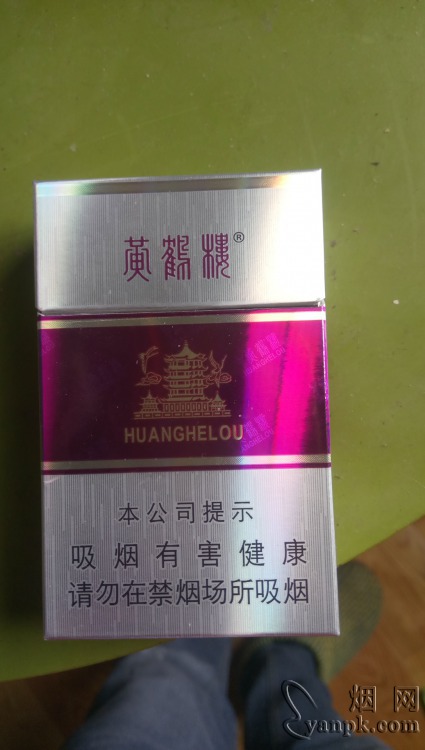 黄鹤楼®
HUANGHELOU
本公司提示
吸烟有害健康
请勿在禁烟场所吸烟
烟网
yanpk.com